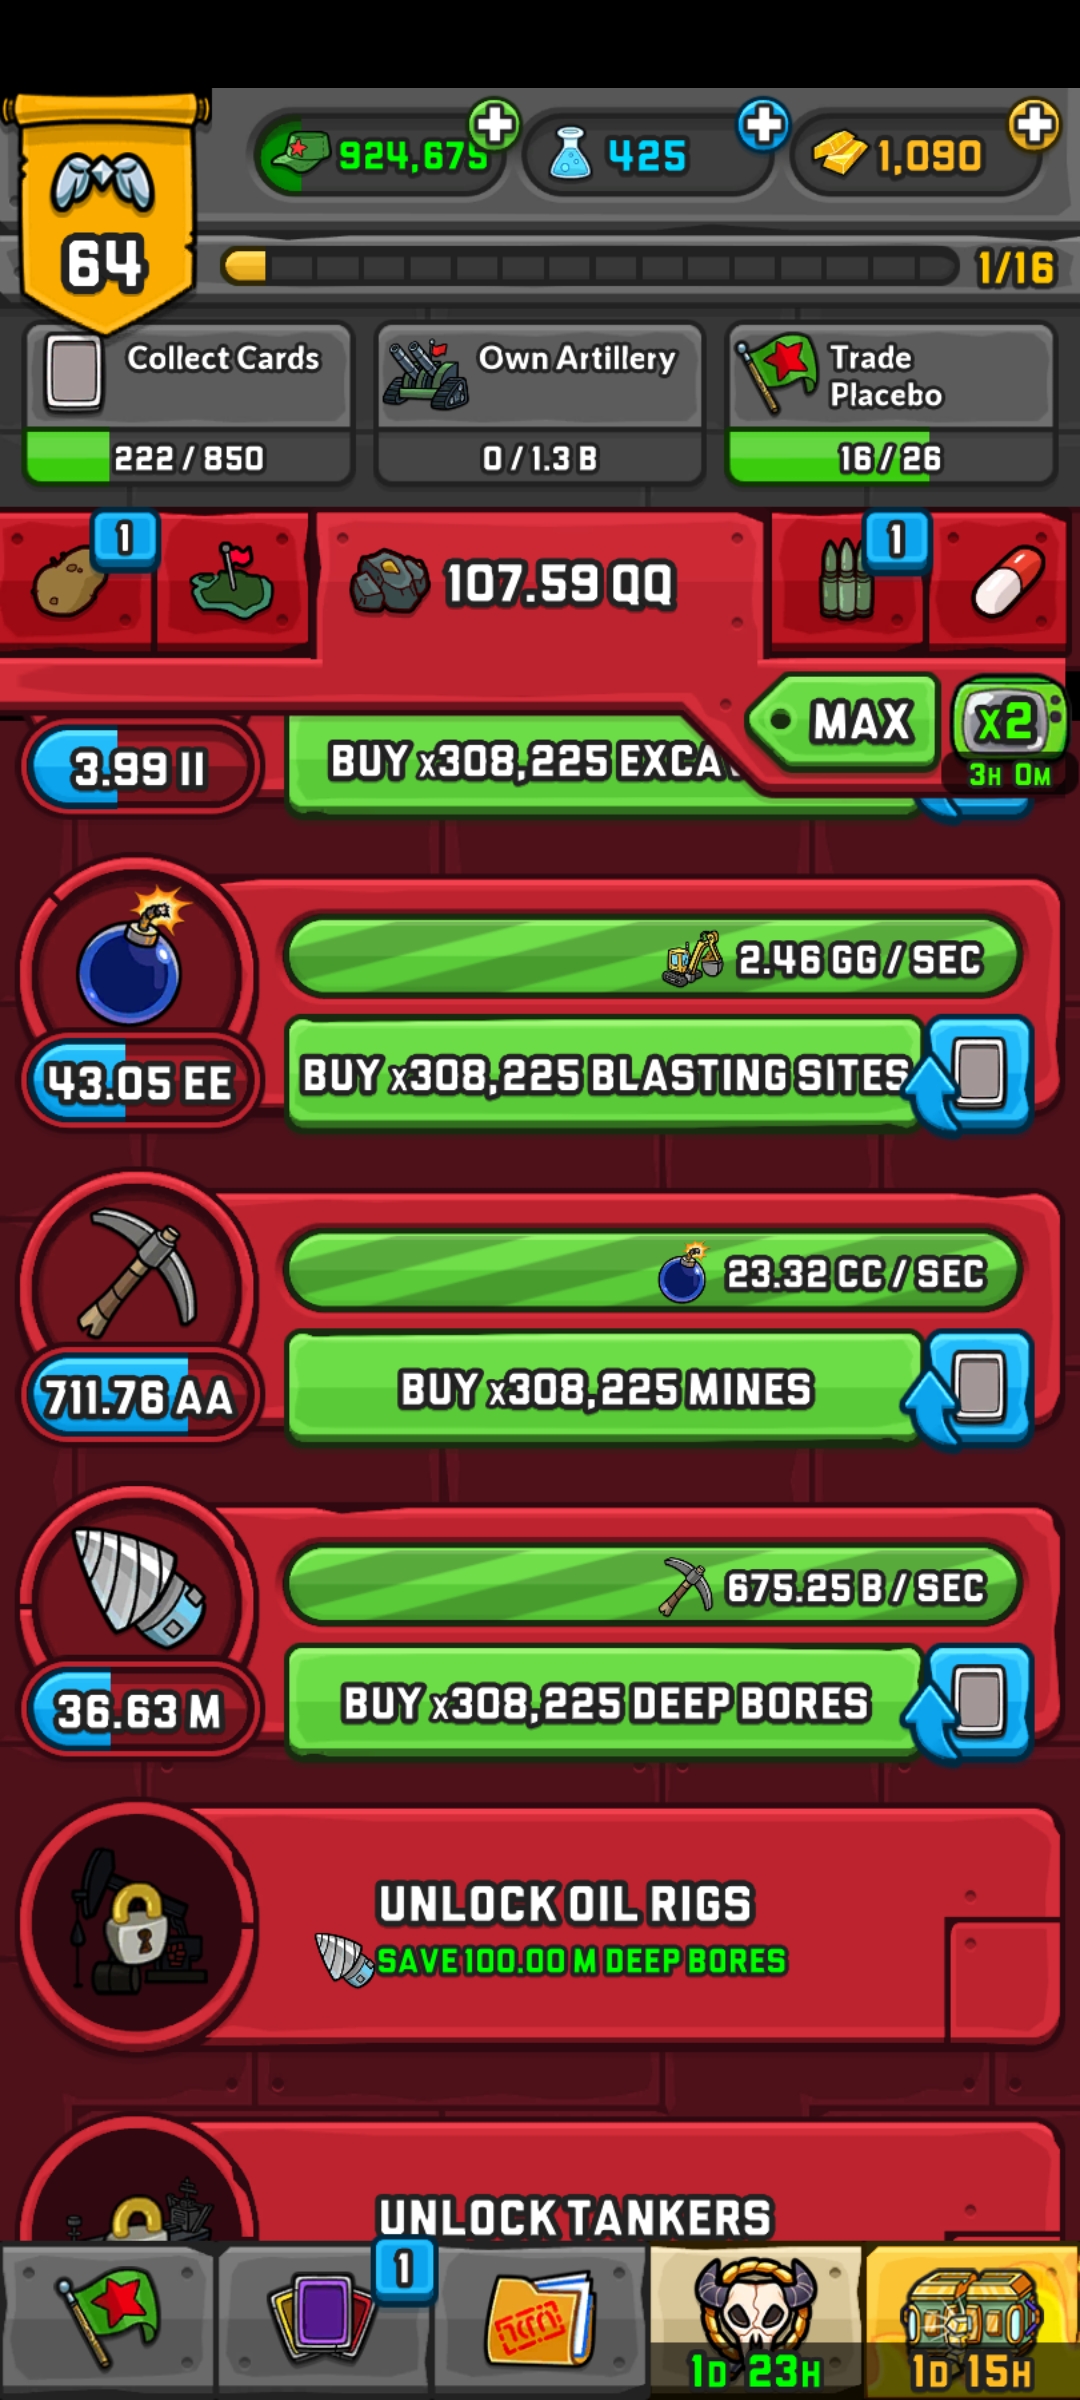 924,675
425
1,090
64
1/16
Collect Cards
222 / 850
Own Artillery
0 / 1.3 B
Trade
Placebo
16 / 26
1
107.59 QQ
1
MAX
x2
3H 0M
3.99 II
BUY x308,225 EXCA
2.46 GG / SEC
43.05 EE
BUY x308,225 BLASTING SITES
23.32 CC / SEC
711.76 AA
BUY x308,225 MINES
675.25 B / SEC
36.63 M
BUY x308,225 DEEP BORES
UNLOCK OIL RIGS
SAVE 100.00 M DEEP BORES
UNLOCK TANKERS
1
1D 23H
1D 15H